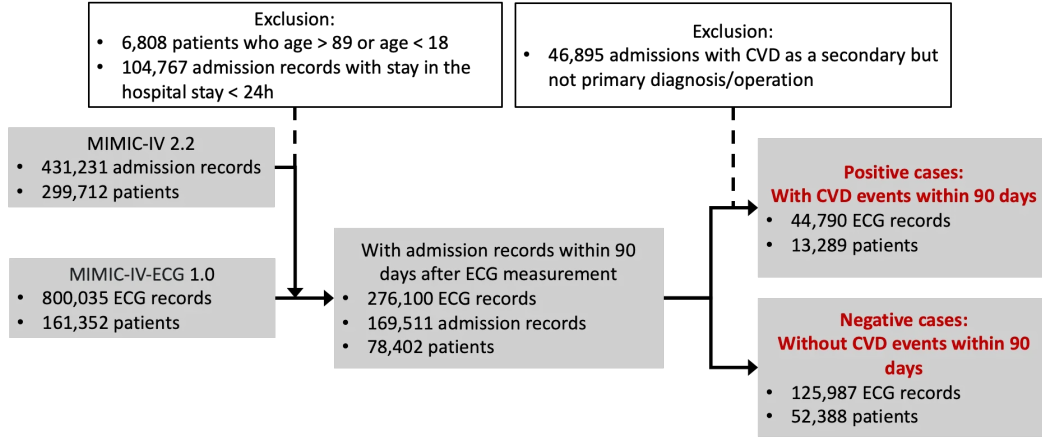 Exclusion:
• 6,808 patients who age > 89 or age < 18
• 104,767 admission records with stay in the
hospital stay < 24h
Exclusion:
• 46,895 admissions with CVD as a secondary but
not primary diagnosis/operation
MIMIC-IV 2.2
• 431,231 admission records
• 299,712 patients
MIMIC-IV-ECG 1.0
• 800,035 ECG records
• 161,352 patients
With admission records within 90
days after ECG measurement
• 276,100 ECG records
• 169,511 admission records
• 78,402 patients
Positive cases:
With CVD events within 90 days
• 44,790 ECG records
• 13,289 patients
Negative cases:
Without CVD events within 90
days
• 125,987 ECG records
• 52,388 patients